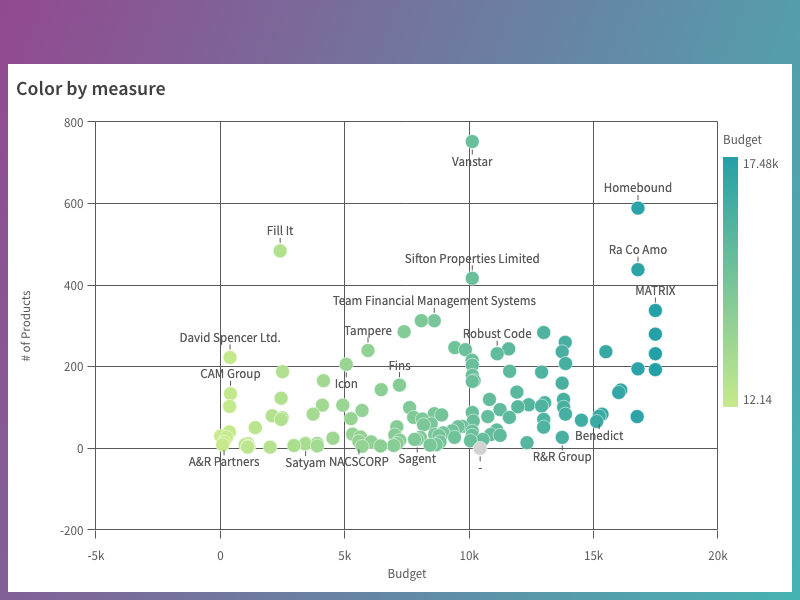 Color by measure
Budget
17.48k
12.14
# of Products
800
600
400
200
0
-200
Vanstar
Homebound
Fill It
Ra Co Amo
Sifton Properties Limited
MATRIX
Team Financial Management Systems
David Spencer Ltd.
Tampere
Robust Code
CAM Group
Icon
Fins
Benedict
A&R Partners
Satyam
NACSCORP
Sagent
-
R&R Group
-5k
0
5k
10k
15k
20k
Budget